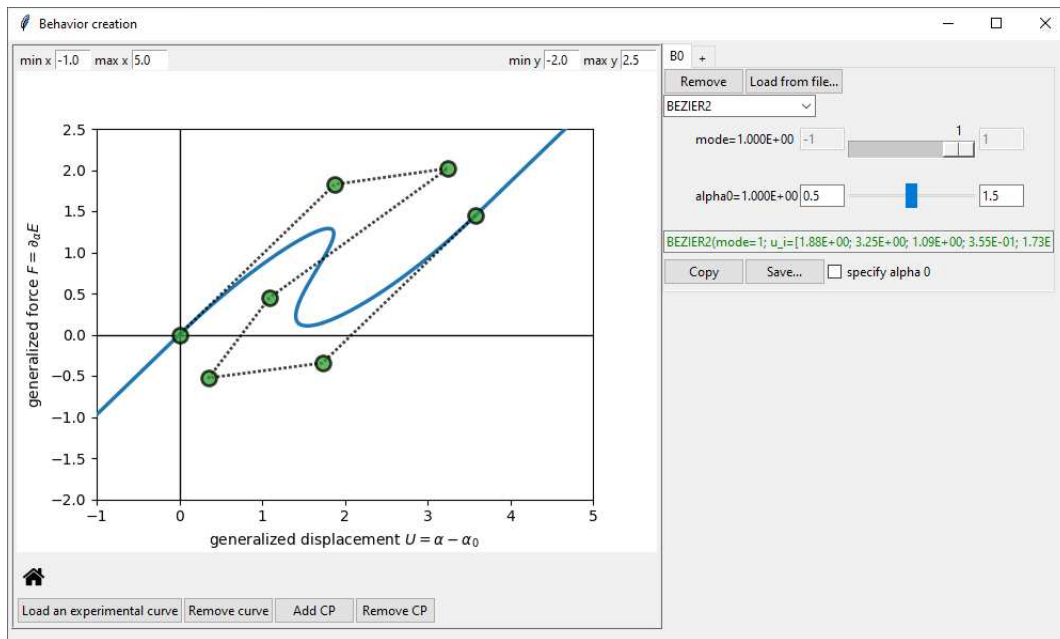 Behavior creation
min x -1.0 max x 5.0 min y -2.0 max y 2.5
B0 +
Remove Load from file...
BEZIER2
1
mode=1.000E+00 -1 1
alpha0=1.000E+00 0.5 1.5
BEZIER2(mode=1; u_i=[1.88E+00; 3.25E+00; 1.09E+00; 3.55E-01; 1.73E
Copy Save... specify alpha 0
generalized force F = ∂αE
2.5
2.0
1.5
1.0
0.5
0.0
−0.5
−1.0
−1.5
−2.0
−1 0 1 2 3 4 5
generalized displacement U = α − α0
Load an experimental curve Remove curve Add CP Remove CP